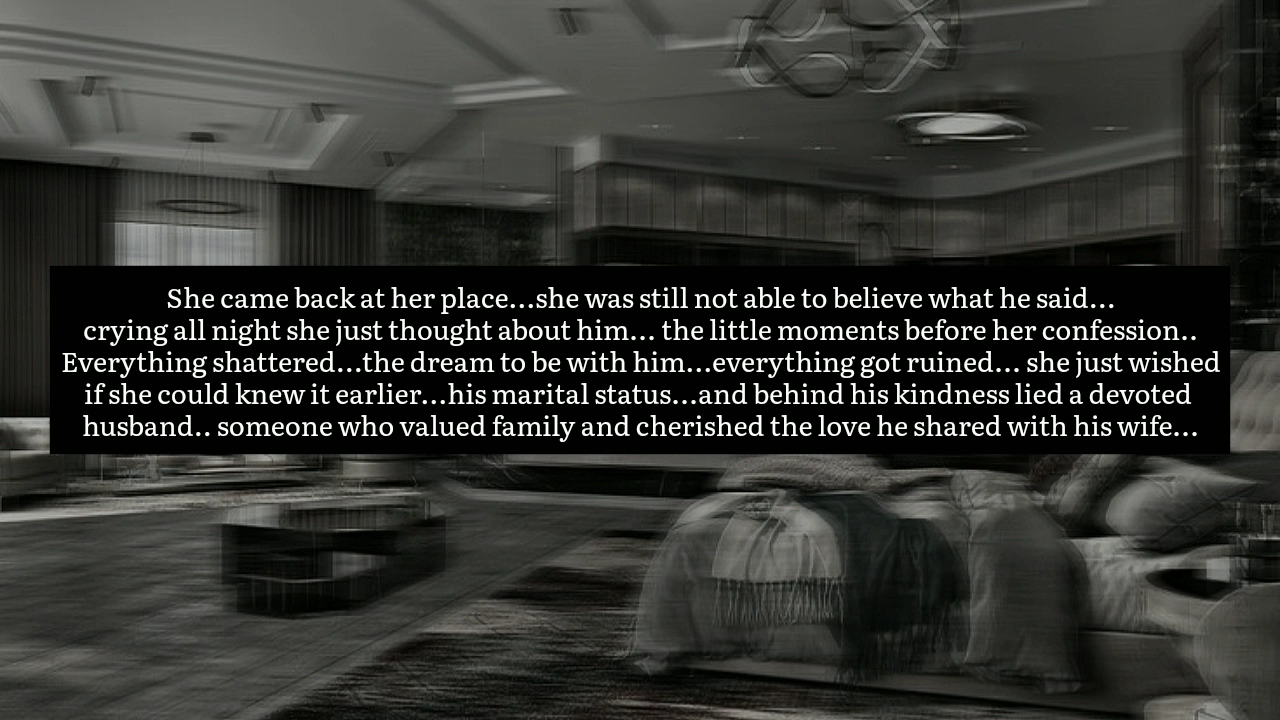 She came back at her place...she was still not able to believe what he said...
crying all night she just thought about him... the little moments before her confession..
Everything shattered...the dream to be with him...everything got ruined... she just wished
if she could knew it earlier...his marital status...and behind his kindness lied a devoted
husband.. someone who valued family and cherished the love he shared with his wife...